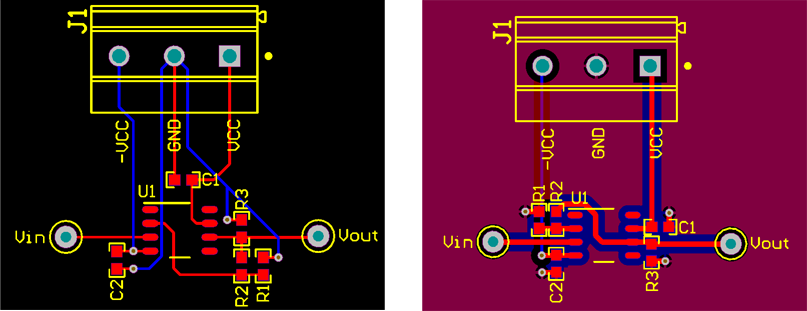 J1
-VCC
GND
VCC
U1
C1
R3
Vin
Vout
C2
R2
R1
J1
-VCC
GND
VCC
R1
R2
U1
C1
Vin
Vout
C2
R3